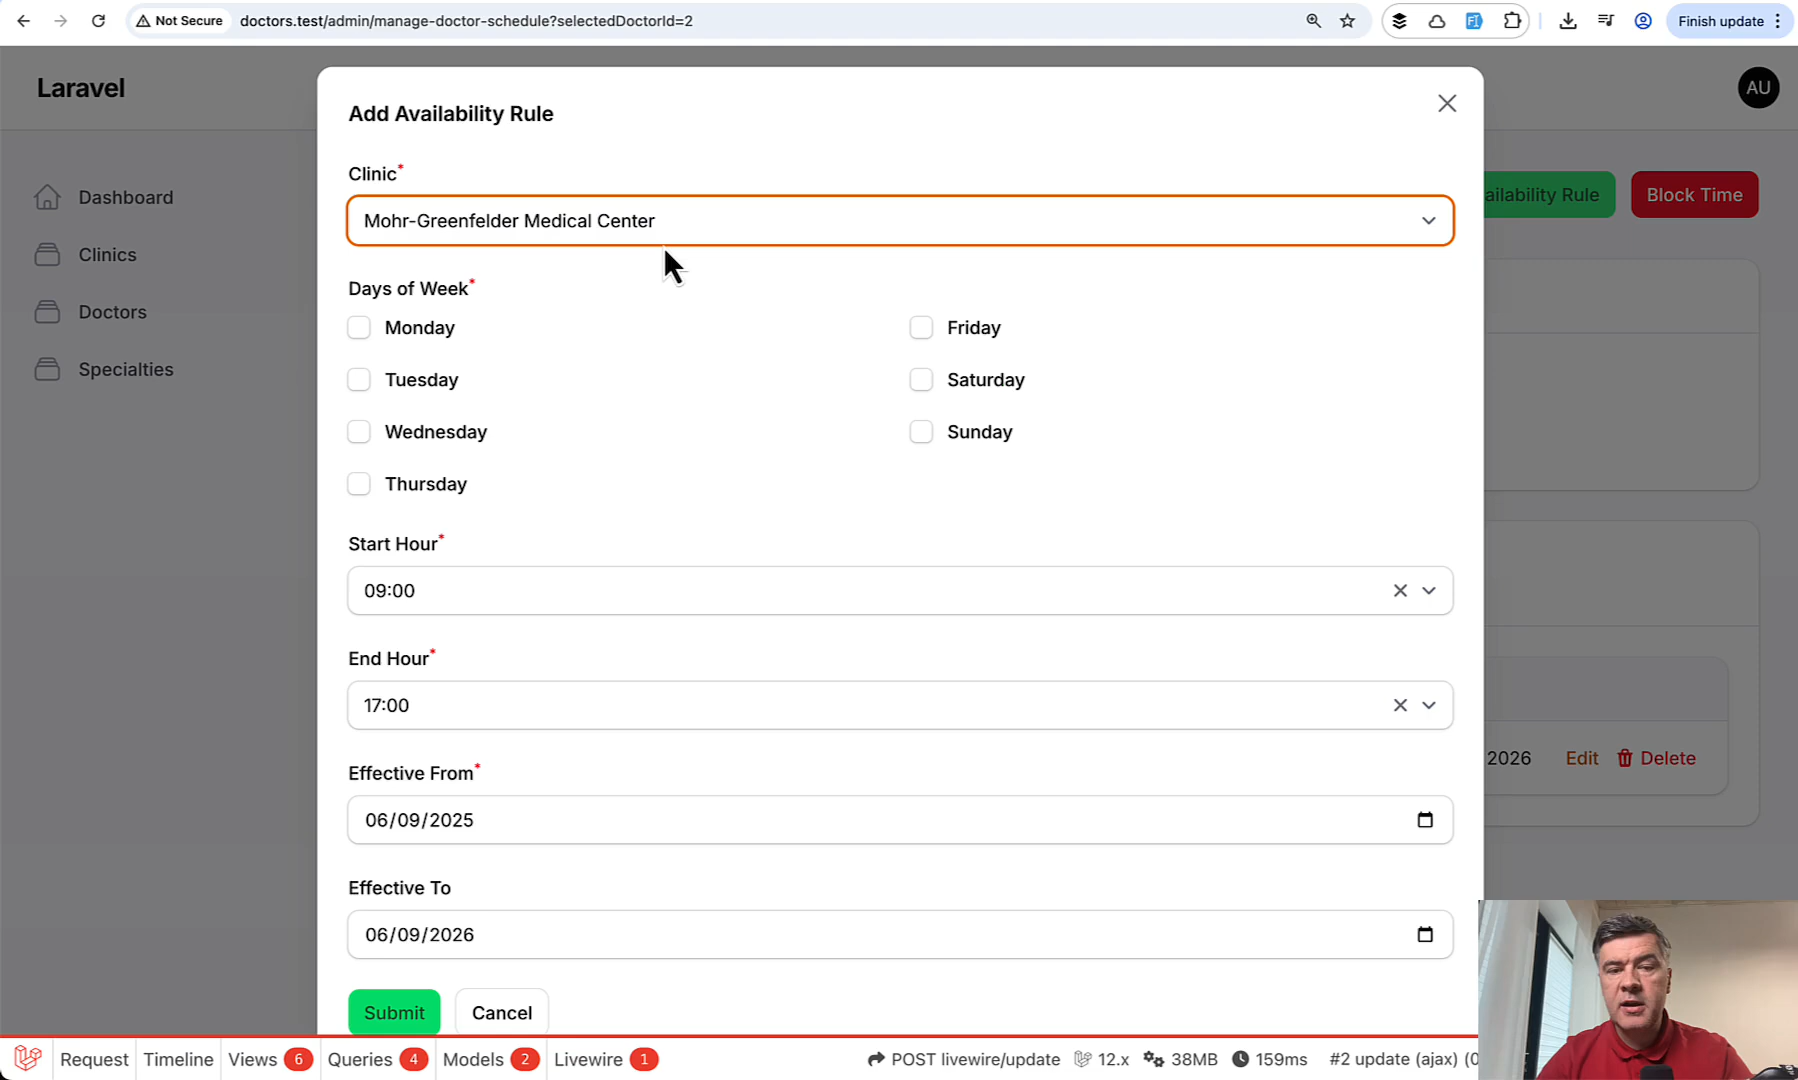 Not Secure doctors.test/admin/manage-doctor-schedule?selectedDoctorId=2 Finish update
Laravel
AU
Dashboard
Clinics
Doctors
Specialties
Add Availability Rule
Clinic*
Mohr-Greenfelder Medical Center
Days of Week*
Monday
Friday
Tuesday
Saturday
Wednesday
Sunday
Thursday
Start Hour*
09:00
End Hour*
17:00
Effective From*
06/09/2025
Effective To
06/09/2026
Submit Cancel
ailability Rule Block Time
2026 Edit Delete
Request Timeline Views 6 Queries 4 Models 2 Livewire 1 POST livewire/update 12.x 38MB 159ms #2 update (ajax) (0